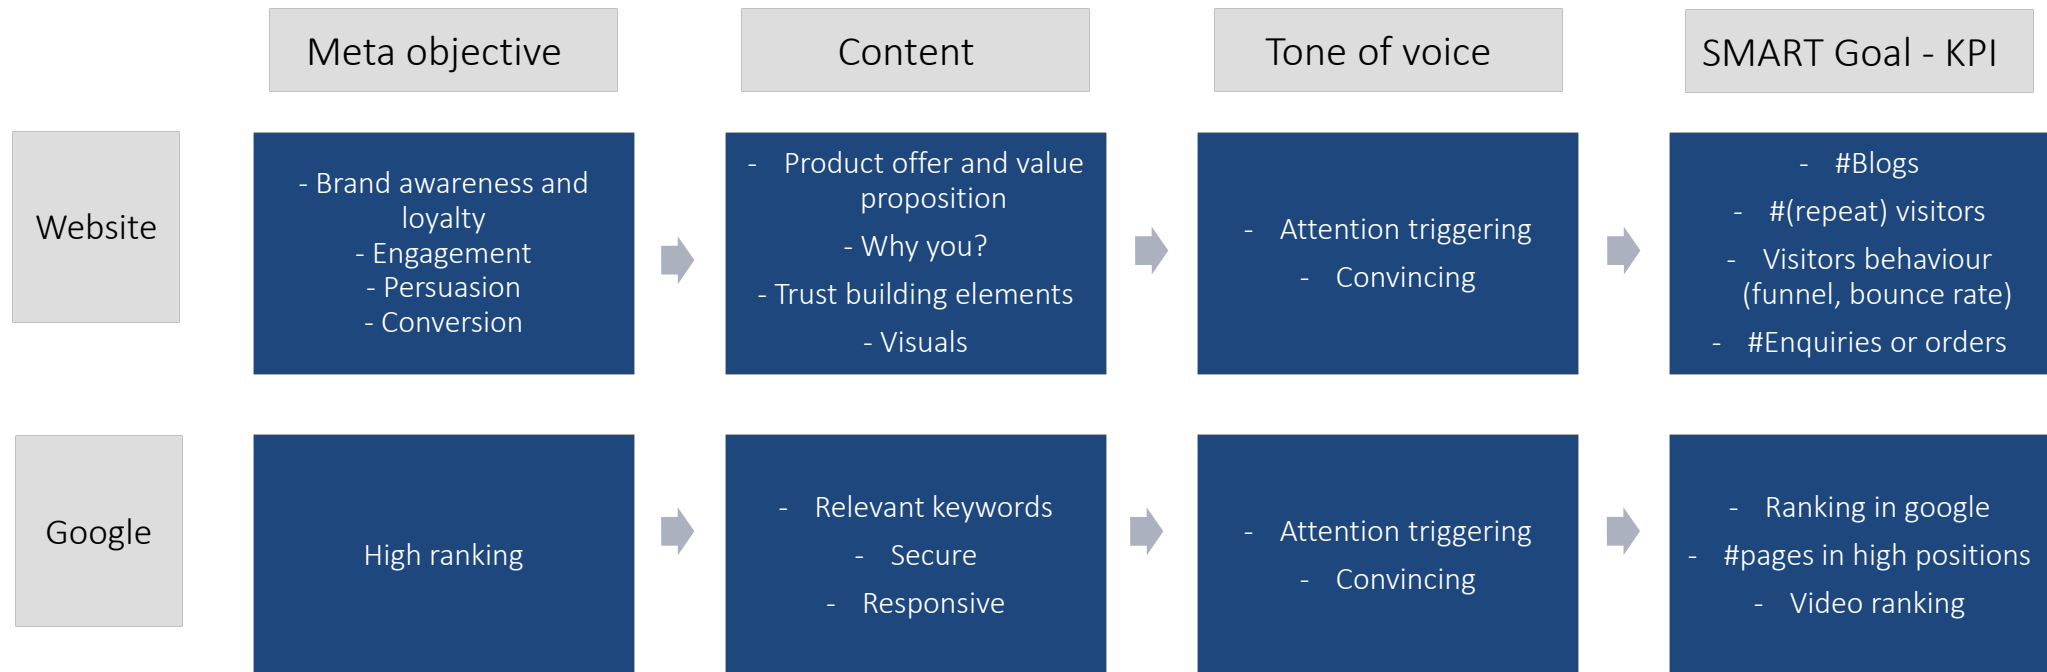 Meta objective
Content
Tone of voice
SMART Goal - KPI
Website
- Brand awareness and
loyalty
- Engagement
- Persuasion
- Conversion
- Product offer and value
proposition
- Why you?
- Trust building elements
- Visuals
- Attention triggering
- Convincing
- #Blogs
- #(repeat) visitors
- Visitors behaviour
(funnel, bounce rate)
- #Enquiries or orders
Google
High ranking
- Relevant keywords
- Secure
- Responsive
- Attention triggering
- Convincing
- Ranking in google
- #pages in high positions
- Video ranking